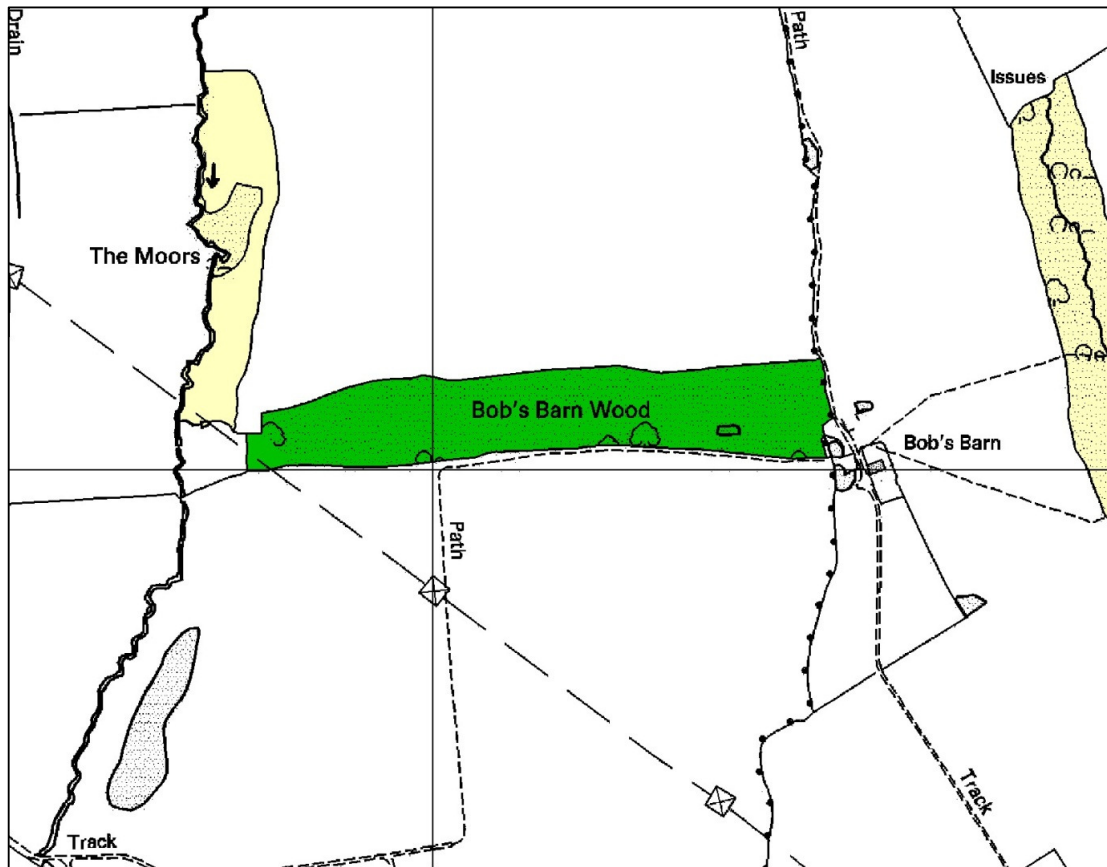 Drain
Path
Issues
The Moors
Bob's Barn Wood
Bob's Barn
Path
Track
Track